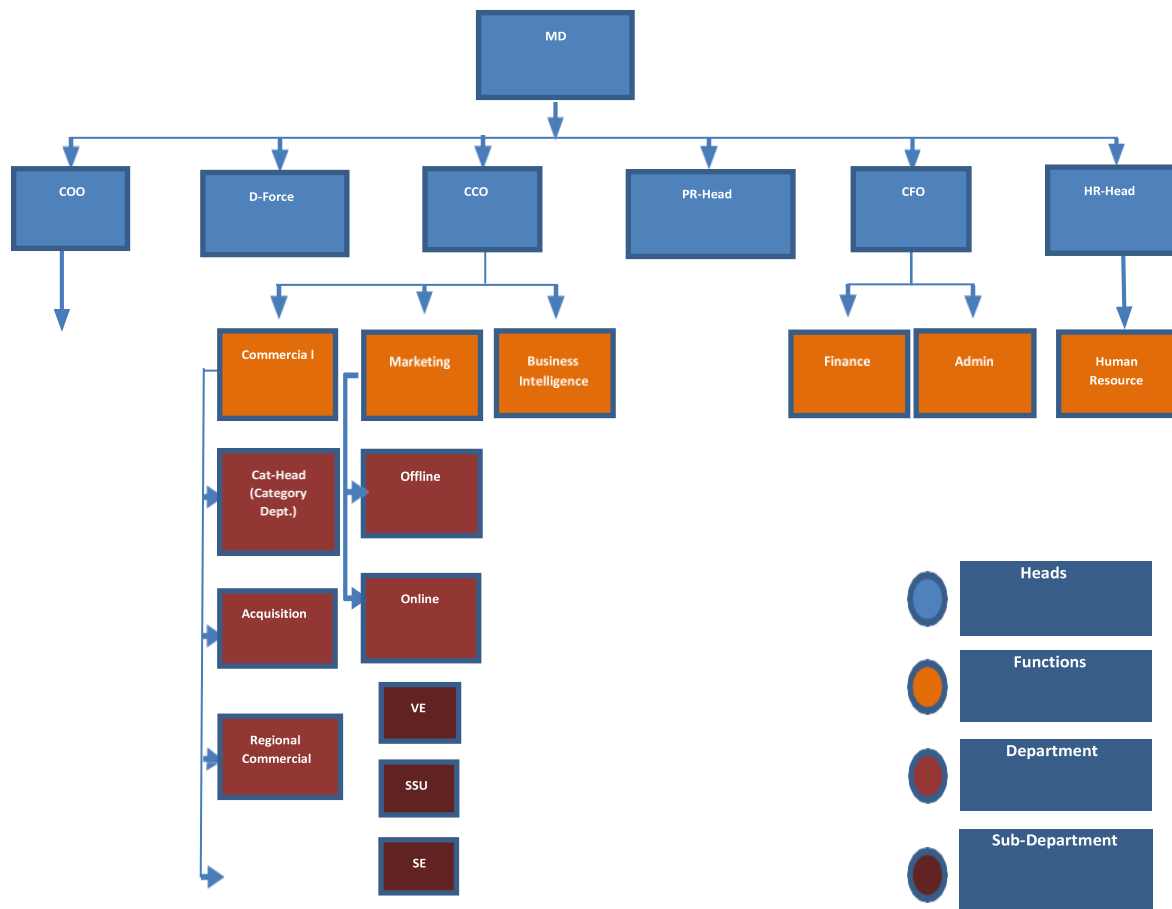 MD
COO
D-Force
CCO
PR-Head
CFO
HR-Head
Commercia l
Marketing
Business
Intelligence
Finance
Admin
Human
Resource
Cat-Head
(Category
Dept.)
Offline
Acquisition
Online
Regional
Commercial
VE
SSU
SE
Heads
Functions
Department
Sub-Department